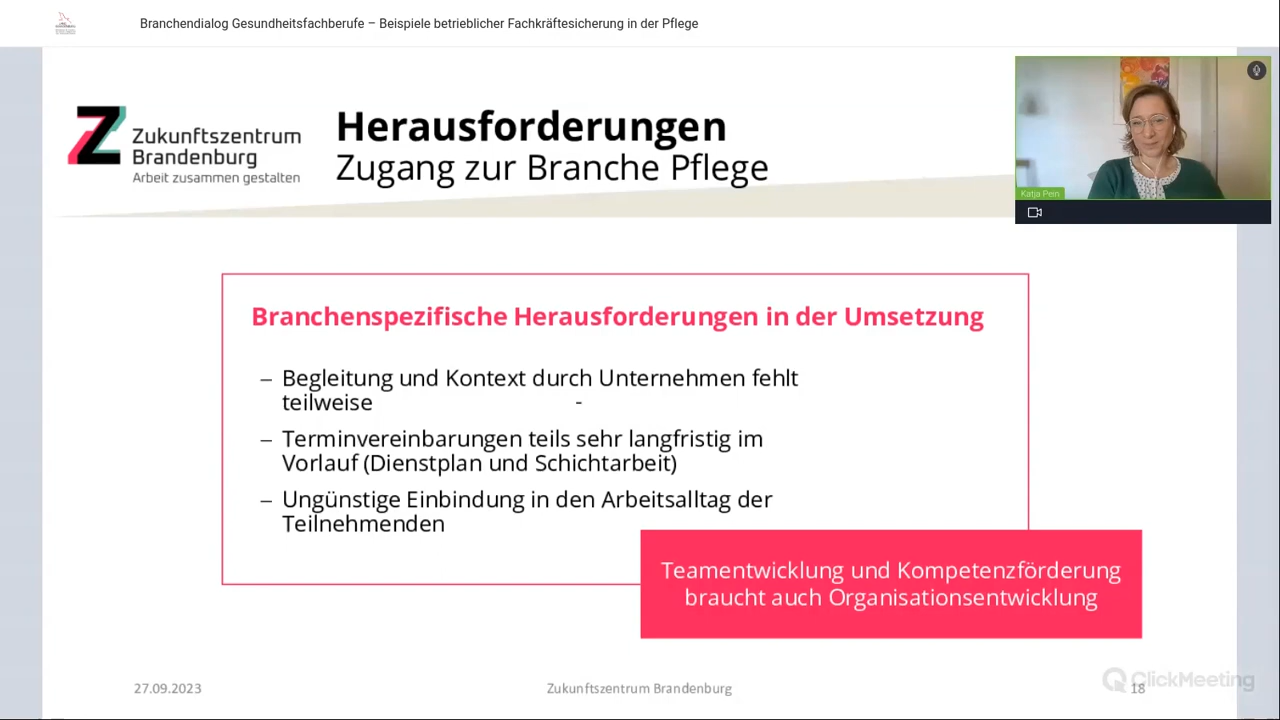 Branchendialog Gesundheitsfachberufe – Beispiele betrieblicher Fachkräftesicherung in der Pflege
Zukunftszentrum
Brandenburg
Arbeit zusammen gestalten
Herausforderungen
Zugang zur Branche Pflege
Katja Pein
Branchenspezifische Herausforderungen in der Umsetzung
– Begleitung und Kontext durch Unternehmen fehlt
teilweise -
– Terminvereinbarungen teils sehr langfristig im
Vorlauf (Dienstplan und Schichtarbeit)
– Ungünstige Einbindung in den Arbeitsalltag der
Teilnehmenden
Teamentwicklung und Kompetenzförderung
braucht auch Organisationsentwicklung
27.09.2023
Zukunftszentrum Brandenburg
18
ClickMeeting